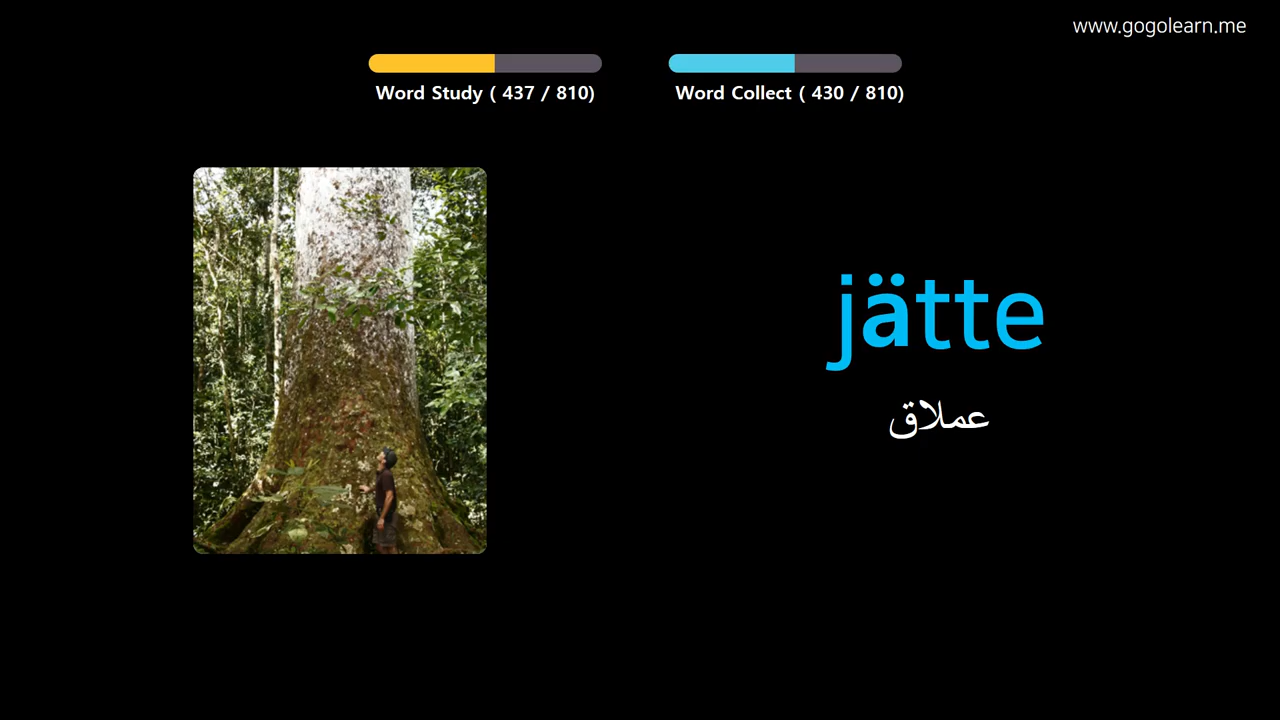 www.gogolearn.me
Word Study ( 437 / 810)
Word Collect ( 430 / 810)
jätte
عملاق